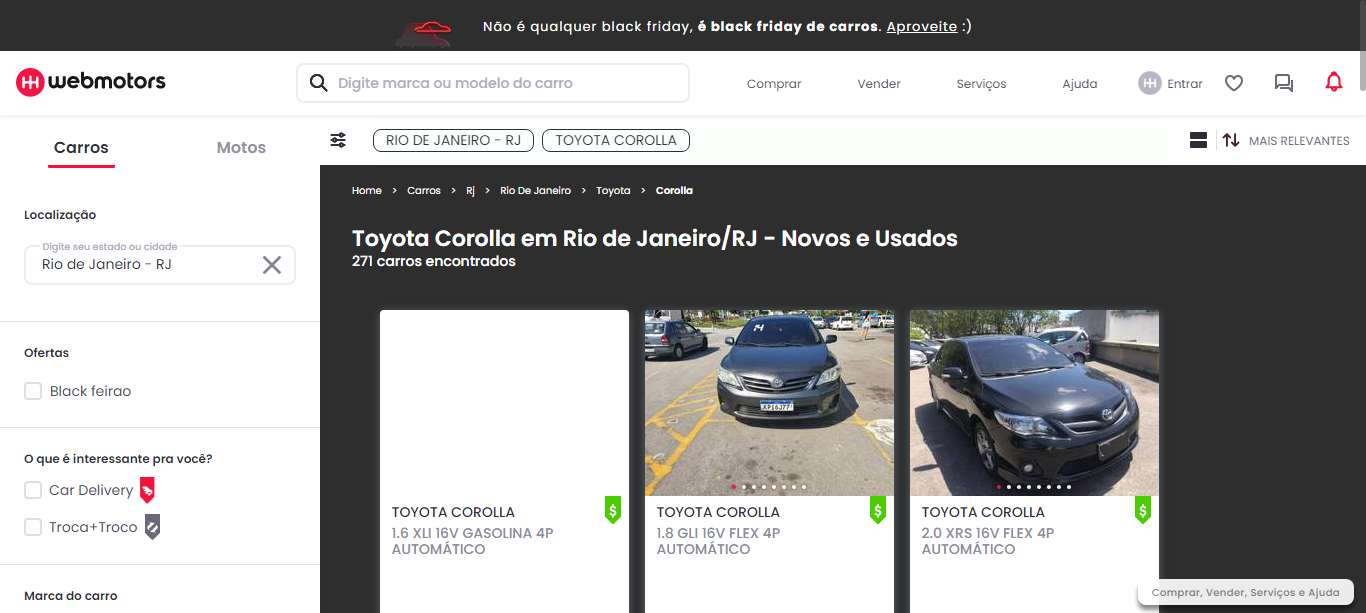 Não é qualquer black friday, é black friday de carros. Aproveite :)
webmotors
Digite marca ou modelo do carro
Comprar
Vender
Serviços
Ajuda
Entrar
Carros
Motos
RIO DE JANEIRO - RJ
TOYOTA COROLLA
MAIS RELEVANTES
Localização
Digite seu estado ou cidade
Rio de Janeiro - RJ
Ofertas
Black feirao
O que é interessante pra você?
Car Delivery
Troca+Troco
Marca do carro
Home > Carros > Rj > Rio De Janeiro > Toyota > Corolla
Toyota Corolla em Rio de Janeiro/RJ - Novos e Usados
271 carros encontrados
TOYOTA COROLLA
1.6 XLI 16V GASOLINA 4P
AUTOMÁTICO
$
14
TOYOTA COROLLA
1.8 GLI 16V FLEX 4P
AUTOMÁTICO
$
TOYOTA COROLLA
2.0 XRS 16V FLEX 4P
AUTOMÁTICO
$
Comprar, Vender, Serviços e Ajuda